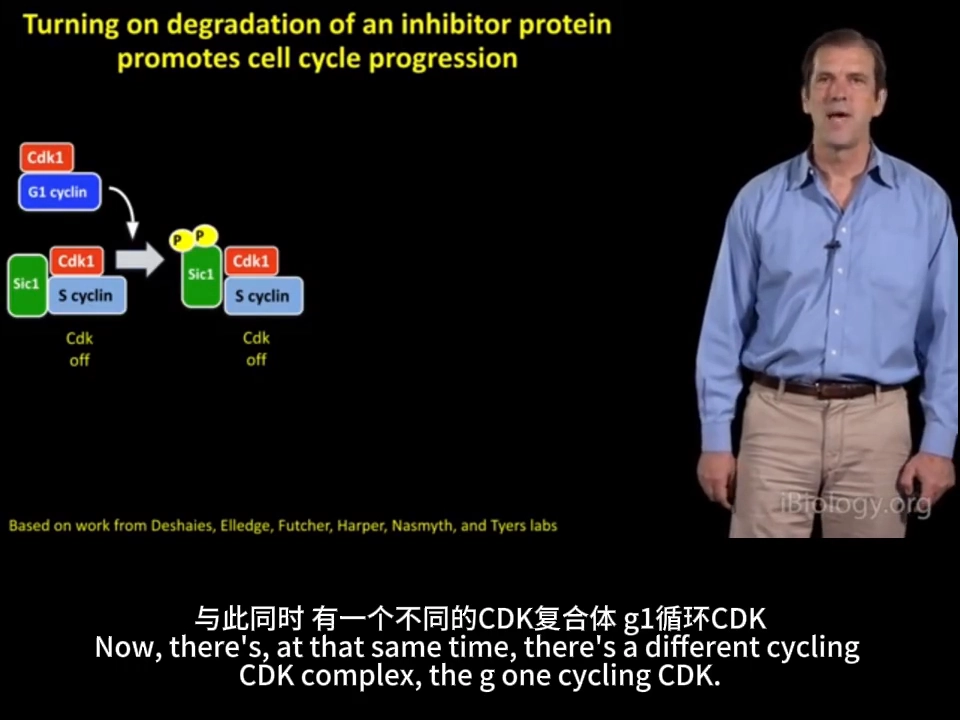 Turning on degradation of an inhibitor protein
promotes cell cycle progression
Cdk1
G1 cyclin
P P
Sic1
Cdk1
S cyclin
Sic1
Cdk1
S cyclin
Cdk
off
Cdk
off
iBiology.org
Based on work from Deshaies, Elledge, Futcher, Harper, Nasmyth, and Tyers labs
与此同时 有一个不同的CDK复合体 g1循环CDK
Now, there's, at that same time, there's a different cycling
CDK complex, the g one cycling CDK.